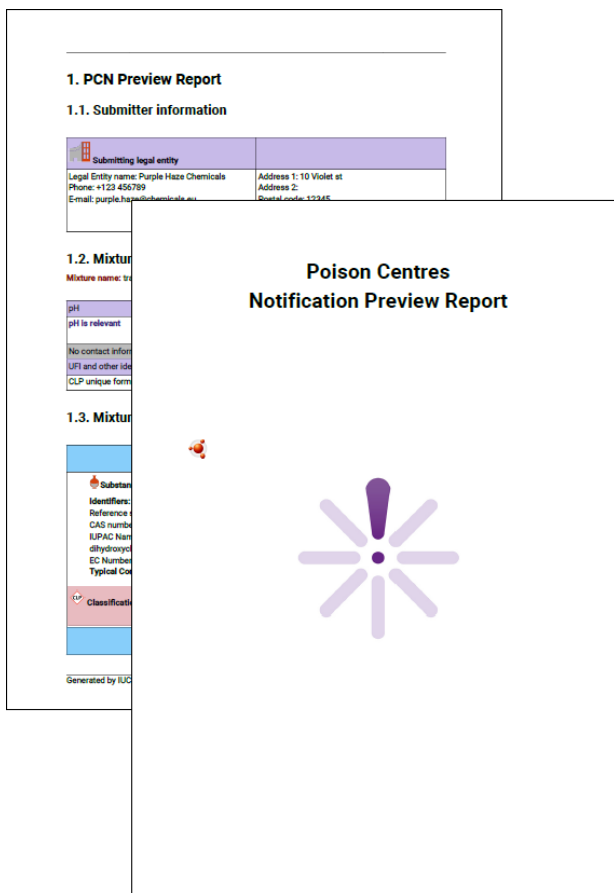 1. PCN Preview Report
1.1. Submitter information
Submitting legal entity
Legal Entity name: Purple Haze Chemicals
Phone: +123 456789
E-mail: purple.haze@chemicals.eu
Address 1: 10 Violet st
Address 2:
Postal code: 12345
1.2. Mixtur
Mixture name: tra
pH
pH is relevant
No contact inform
UFI and other ide
CLP unique form
1.3. Mixtur
Substan
Identifiers:
Reference s
CAS numbe
IUPAC Nam
dihydroxycl
EC Number
Typical Co
CLP
Classificatio
Generated by IUC
Poison Centres
Notification Preview Report